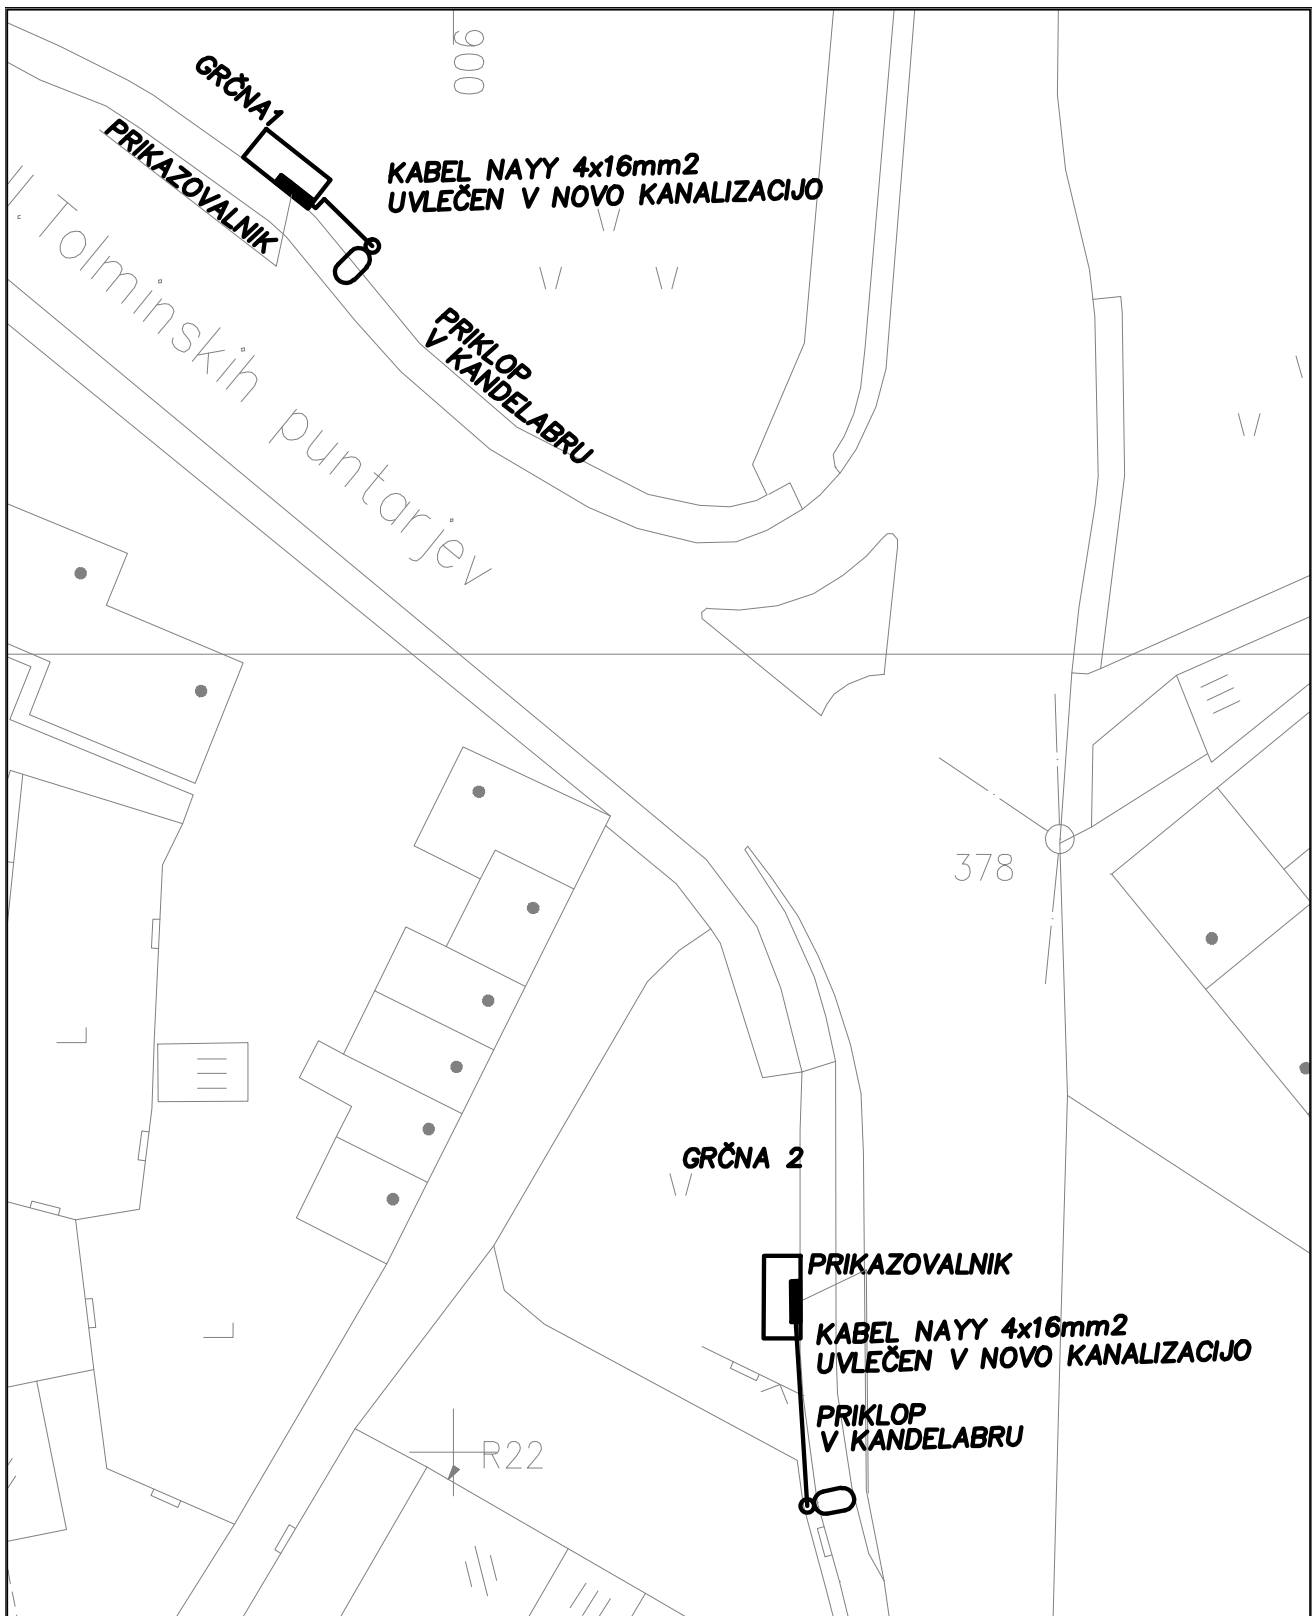 900
GRČNA1
PRIKAZOVALNIK
KABEL NAYY 4x16mm2
UVLEČEN V NOVO KANALIZACIJO
Tolminskih puntarjev
PRIKLOP
V KANDELABRU
378
GRČNA 2
PRIKAZOVALNIK
KABEL NAYY 4x16mm2
UVLEČEN V NOVO KANALIZACIJO
PRIKLOP
V KANDELABRU
R22